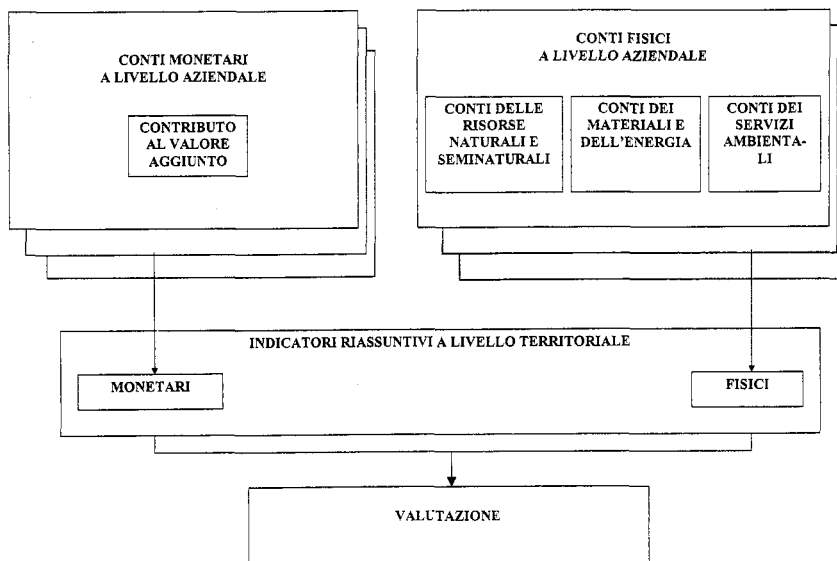 CONTI MONETARI
A LIVELLO AZIENDALE
CONTRIBUTO
AL VALORE
AGGIUNTO
CONTI FISICI
A LIVELLO AZIENDALE
CONTI DELLE
RISORSE
NATURALI E
SEMINATURALI
CONTI DEI
MATERIALI E
DELL'ENERGIA
CONTI DEI
SERVIZI
AMBIENTA-
LI
INDICATORI RIASSUNTIVI A LIVELLO TERRITORIALE
MONETARI
FISICI
VALUTAZIONE